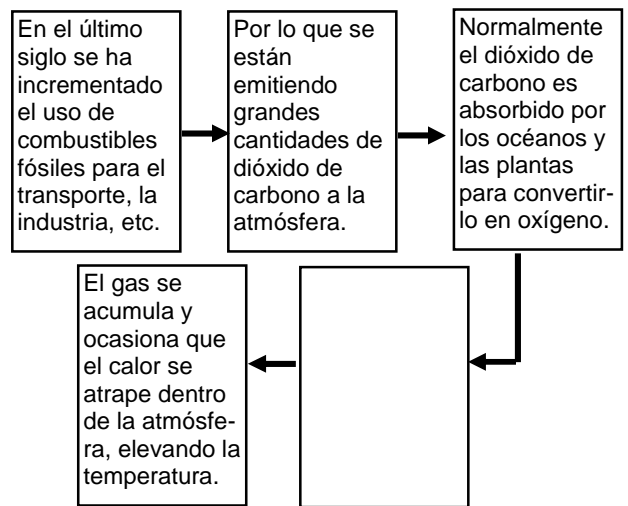 En el último
siglo se ha
incrementado
el uso de
combustibles
fósiles para el
transporte, la
industria, etc.
Por lo que se
están
emitiendo
grandes
cantidades de
dióxido de
carbono a la
atmósfera.
Normalmente
el dióxido de
carbono es
absorbido por
los océanos y
las plantas
para convertir-
lo en oxígeno.
El gas se
acumula y
ocasiona que
el calor se
atrape dentro
de la atmósfe-
ra, elevando la
temperatura.